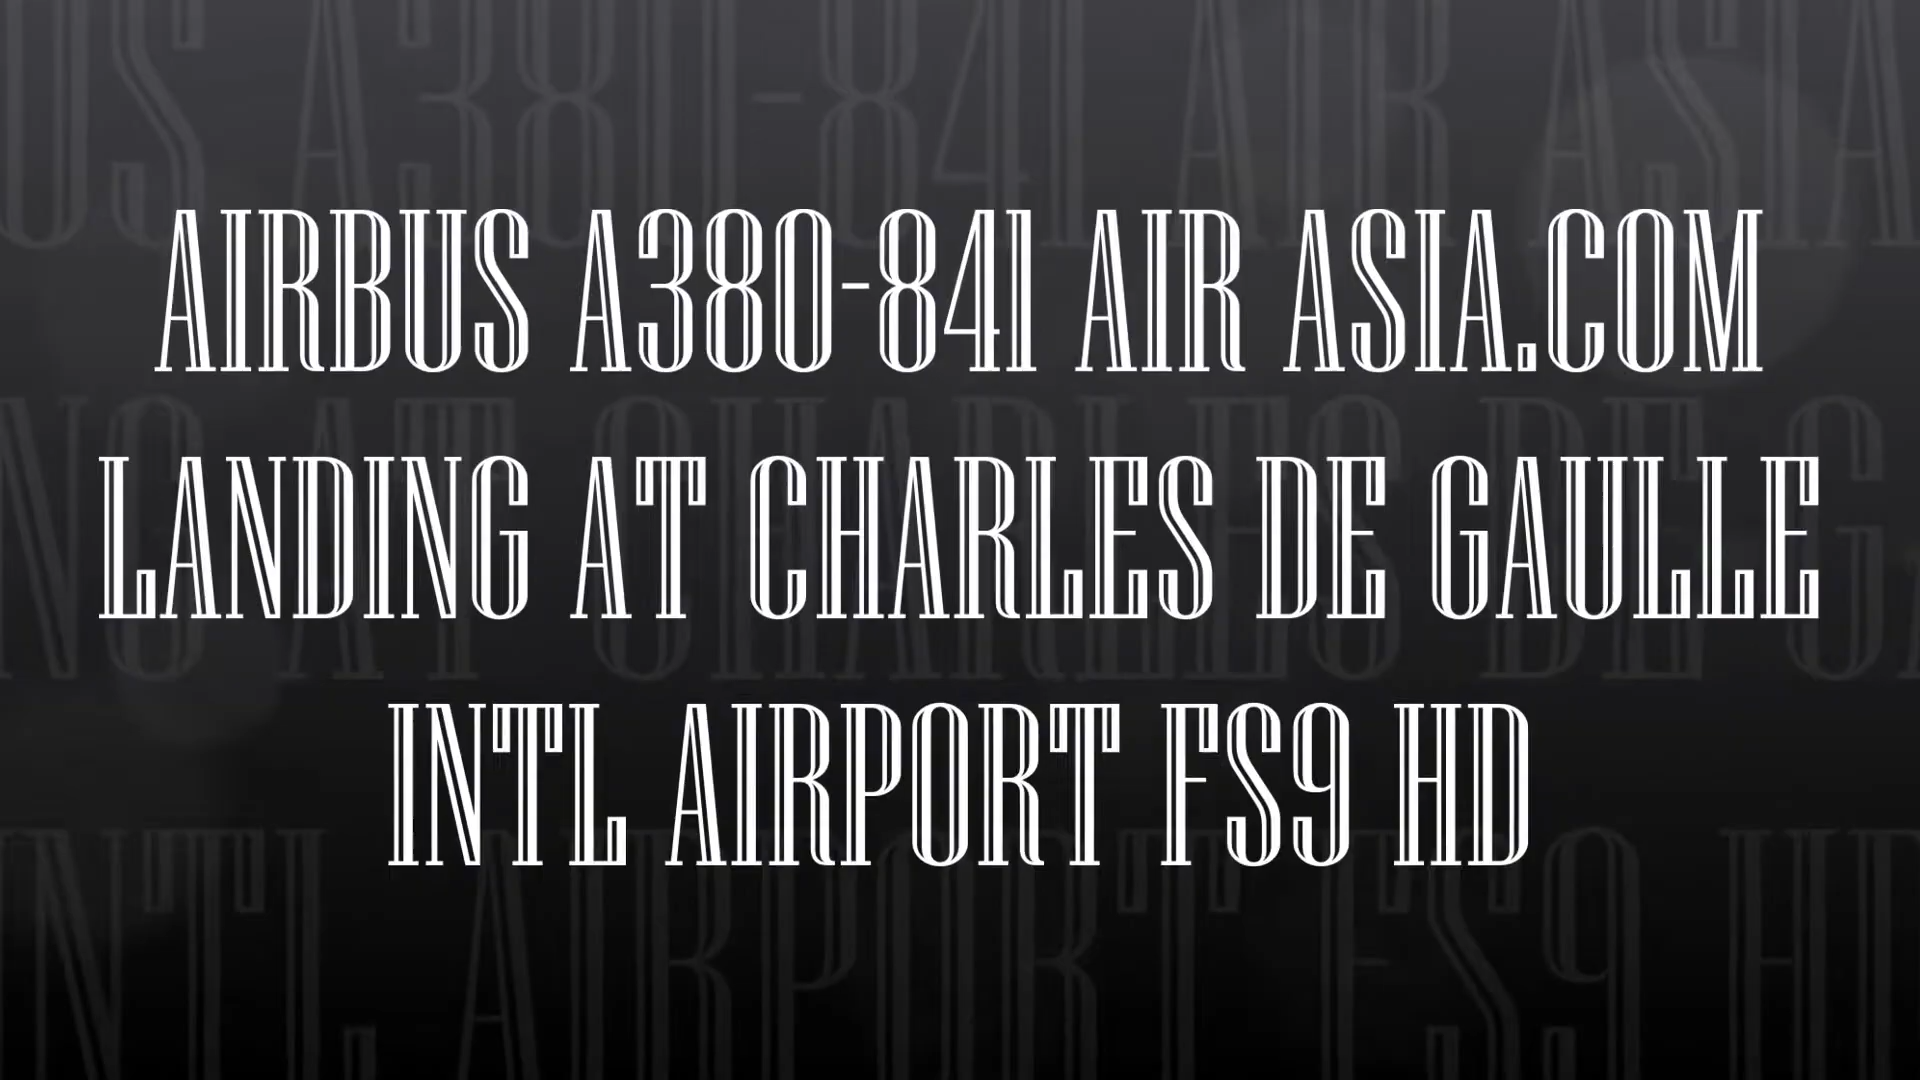 AIRBUS A380-841 AIR ASIA.COM
LANDING AT CHARLES DE GAULLE
INTL AIRPORT FS9 HD